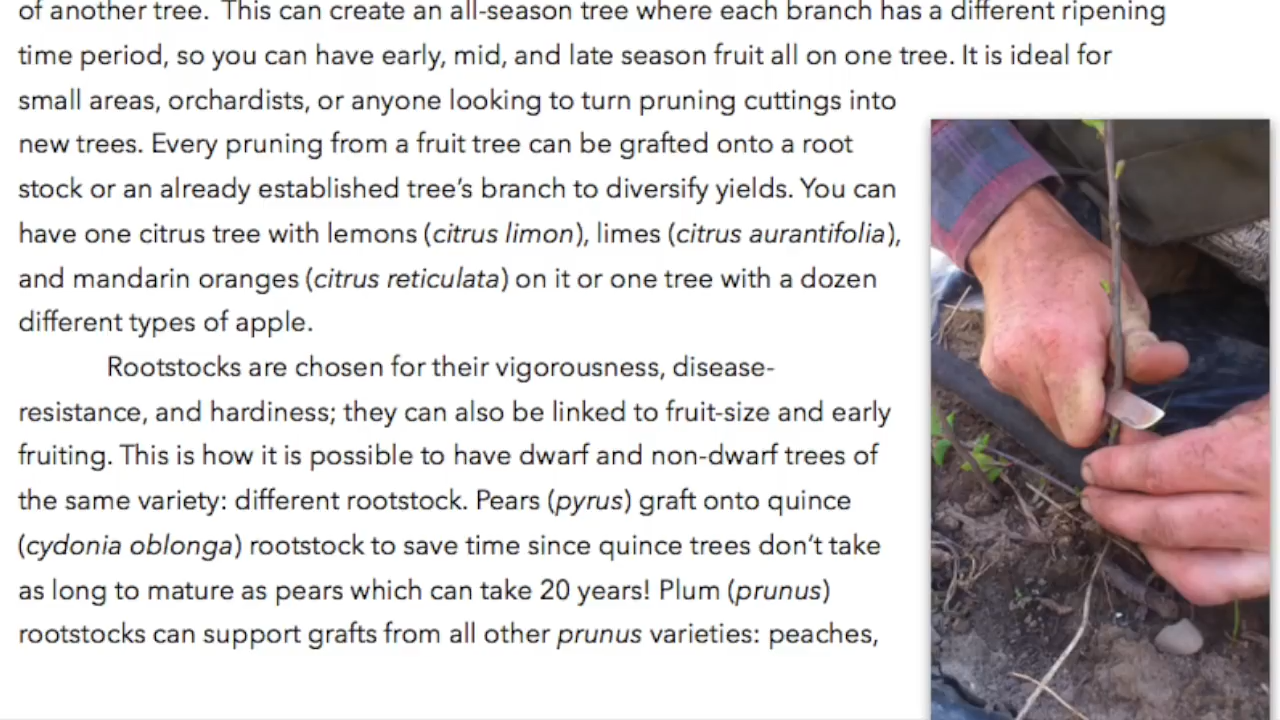 of another tree.  This can create an all-season tree where each branch has a different ripening
time period, so you can have early, mid, and late season fruit all on one tree. It is ideal for
small areas, orchardists, or anyone looking to turn pruning cuttings into
new trees. Every pruning from a fruit tree can be grafted onto a root
stock or an already established tree’s branch to diversify yields. You can
have one citrus tree with lemons (citrus limon), limes (citrus aurantifolia),
and mandarin oranges (citrus reticulata) on it or one tree with a dozen
different types of apple.
Rootstocks are chosen for their vigorousness, disease-
resistance, and hardiness; they can also be linked to fruit-size and early
fruiting. This is how it is possible to have dwarf and non-dwarf trees of
the same variety: different rootstock. Pears (pyrus) graft onto quince
(cydonia oblonga) rootstock to save time since quince trees don’t take
as long to mature as pears which can take 20 years! Plum (prunus)
rootstocks can support grafts from all other prunus varieties: peaches,